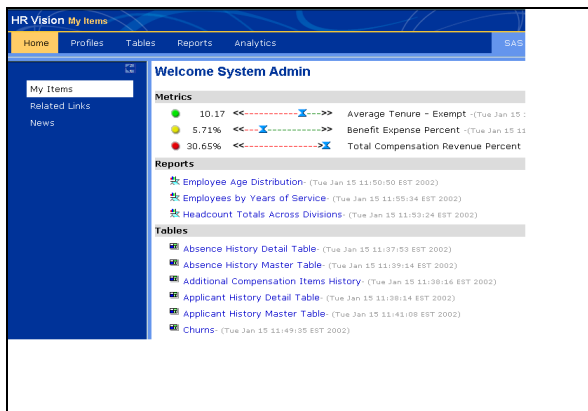 HR Vision My Items
Home Profiles Tables Reports Analytics SAS
My Items
Related Links
News
Welcome System Admin
Metrics
10.17 << >> Average Tenure - Exempt -(Tue Jan 15 :
5.71% << >> Benefit Expense Percent -(Tue Jan 15 11
30.65% << > Total Compensation Revenue Percent
Reports
Employee Age Distribution- (Tue Jan 15 11:50:50 EST 2002)
Employees by Years of Service- (Tue Jan 15 11:55:34 EST 2002)
Headcount Totals Across Divisions- (Tue Jan 15 11:53:24 EST 2002)
Tables
Absence History Detail Table- (Tue Jan 15 11:37:53 EST 2002)
Absence History Master Table- (Tue Jan 15 11:39:14 EST 2002)
Additional Compensation Items History- (Tue Jan 15 11:38:16 EST 2002)
Applicant History Detail Table- (Tue Jan 15 11:38:14 EST 2002)
Applicant History Master Table- (Tue Jan 15 11:41:08 EST 2002)
Churns- (Tue Jan 15 11:49:35 EST 2002)